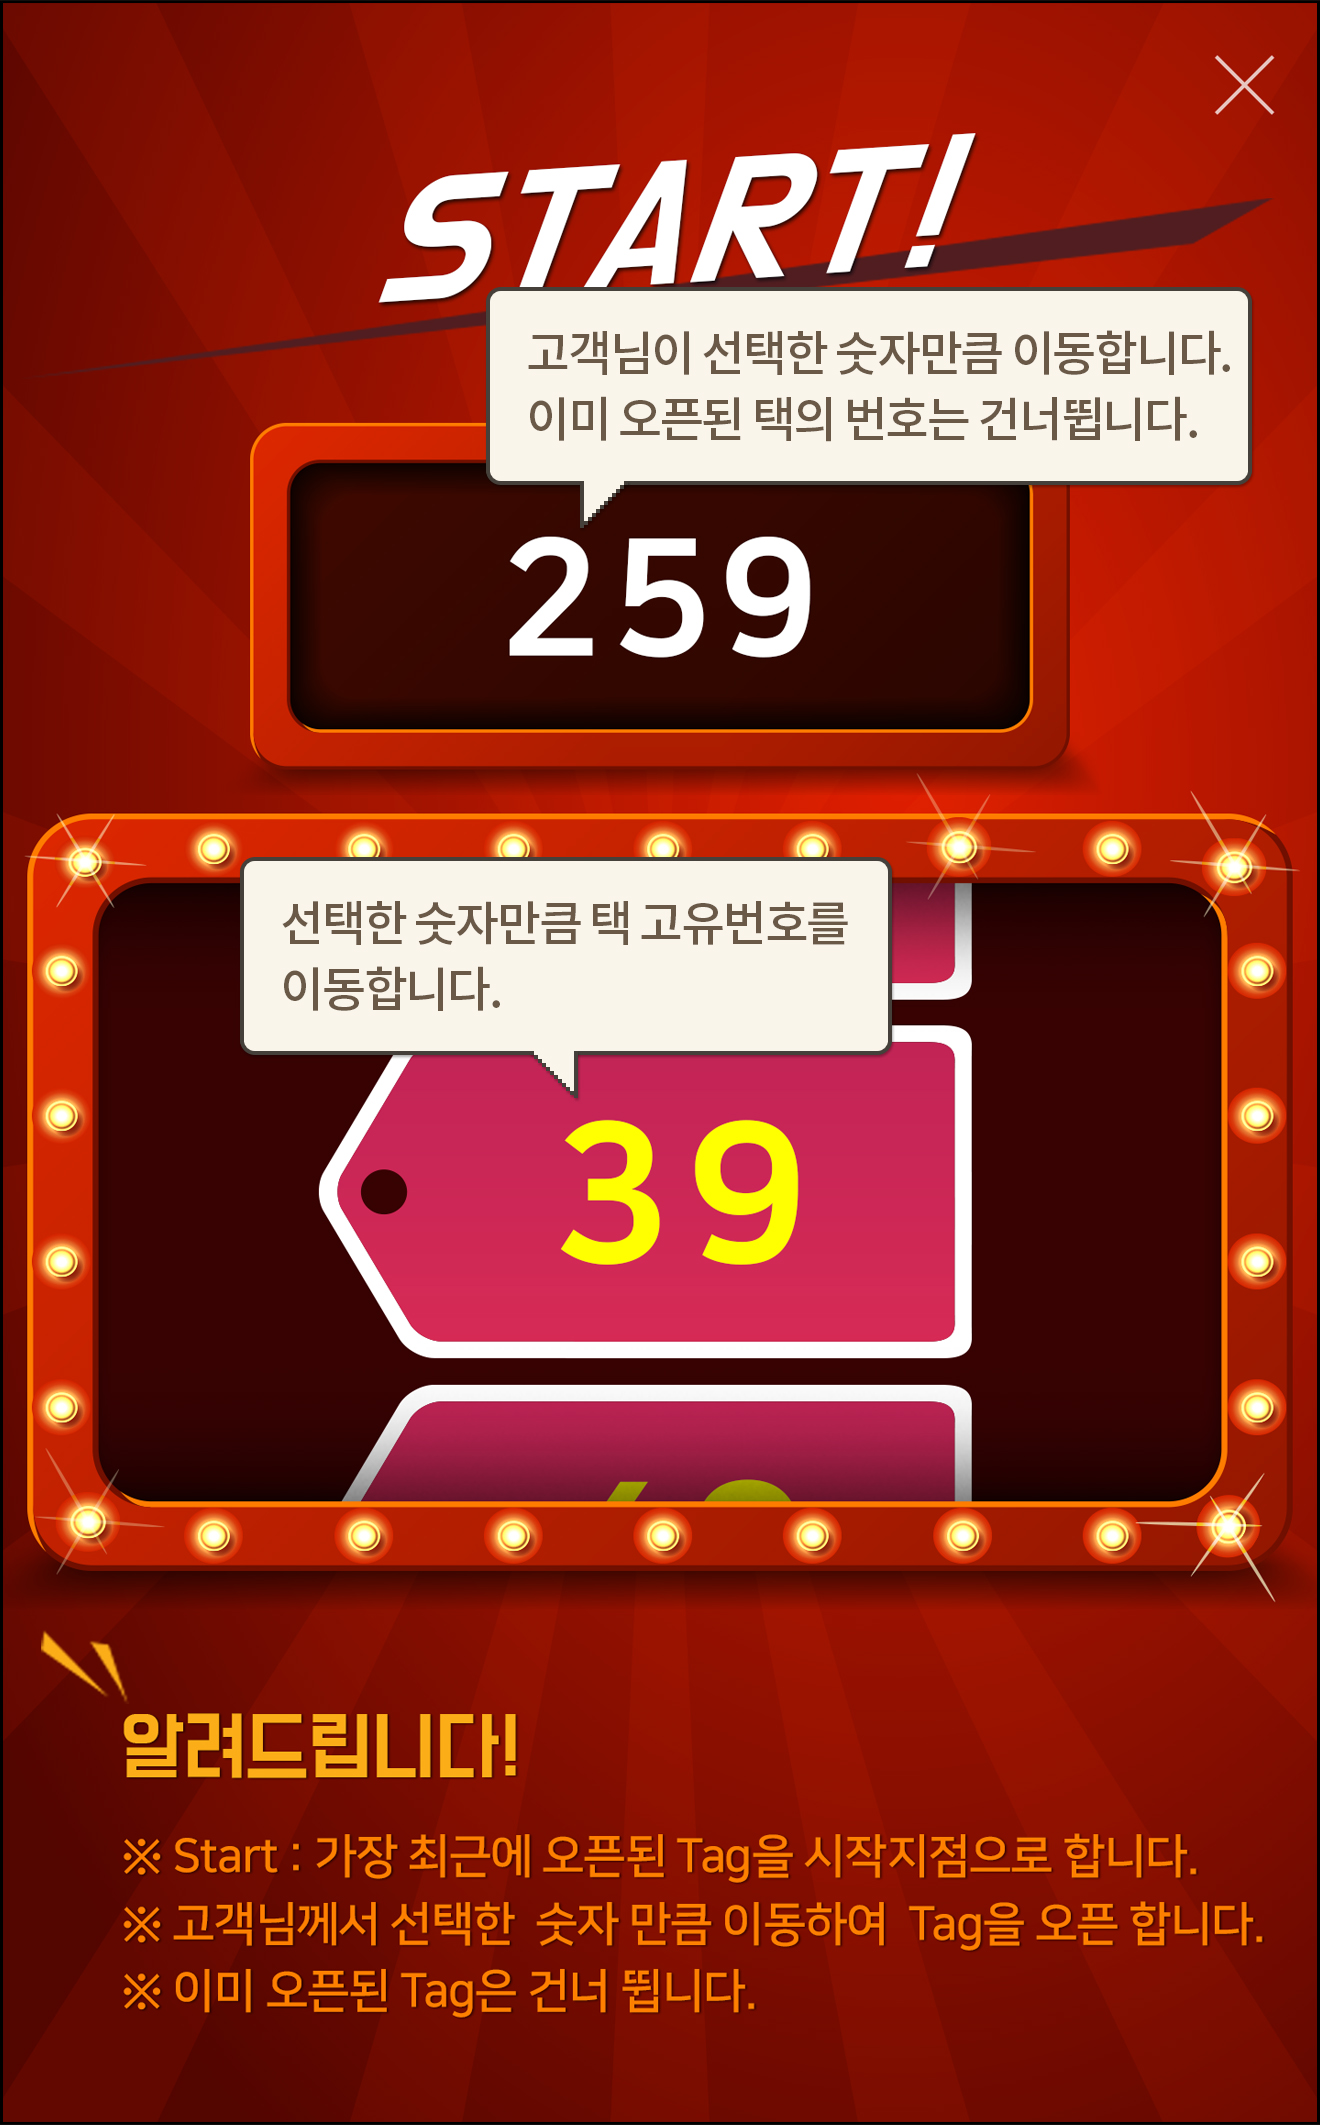 START!
고객님이 선택한 숫자만큼 이동합니다.
이미 오픈된 택의 번호는 건너뜁니다.
259
선택한 숫자만큼 택 고유번호를
이동합니다.
39
알려드립니다!
※ Start : 가장 최근에 오픈된 Tag을 시작지점으로 합니다.
※ 고객님께서 선택한 숫자 만큼 이동하여 Tag을 오픈 합니다.
※ 이미 오픈된 Tag은 건너 뜁니다.